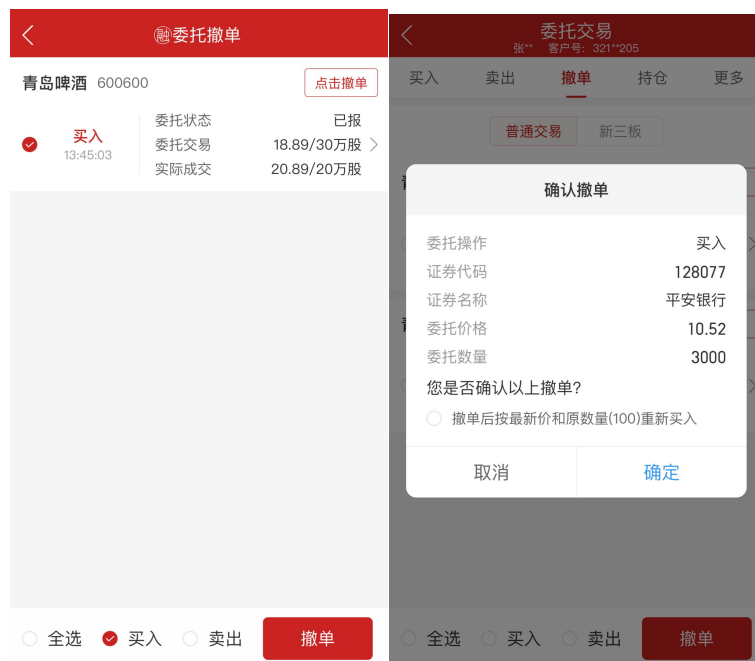 融委托撤单
青岛啤酒 600600
点击撤单
买入
13:45:03
委托状态 已报
委托交易 18.89/30万股
实际成交 20.89/20万股
全选 买入 卖出 撤单
委托交易
张** 客户号: 321**205
买入 卖出 撤单 持仓 更多
普通交易 新三板
确认撤单
委托操作 买入
证券代码 128077
证券名称 平安银行
委托价格 10.52
委托数量 3000
您是否确认以上撤单?
撤单后按最新价和原数量(100)重新买入
取消 确定
全选 买入 卖出 撤单